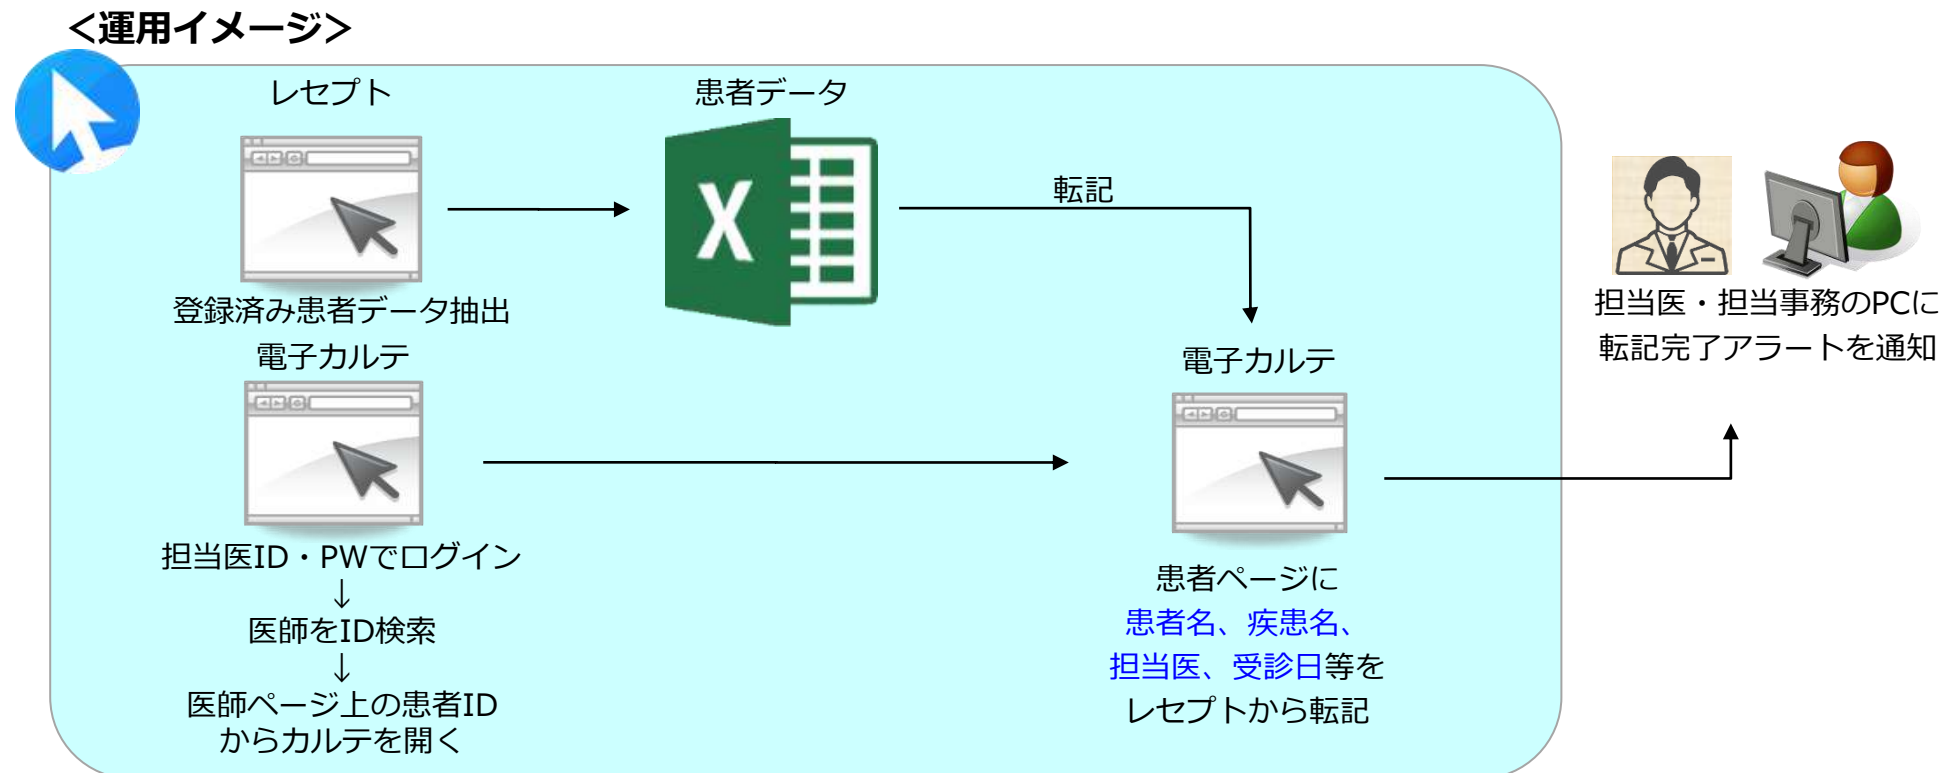 ＜運用イメージ＞
レセプト
患者データ
X
転記
登録済み患者データ抽出
電子カルテ
担当医ID・PWでログイン
↓
医師をID検索
↓
医師ページ上の患者ID
からカルテを開く
電子カルテ
患者ページに
患者名、疾患名、
担当医、受診日等を
レセプトから転記
担当医・担当事務のPCに
転記完了アラートを通知